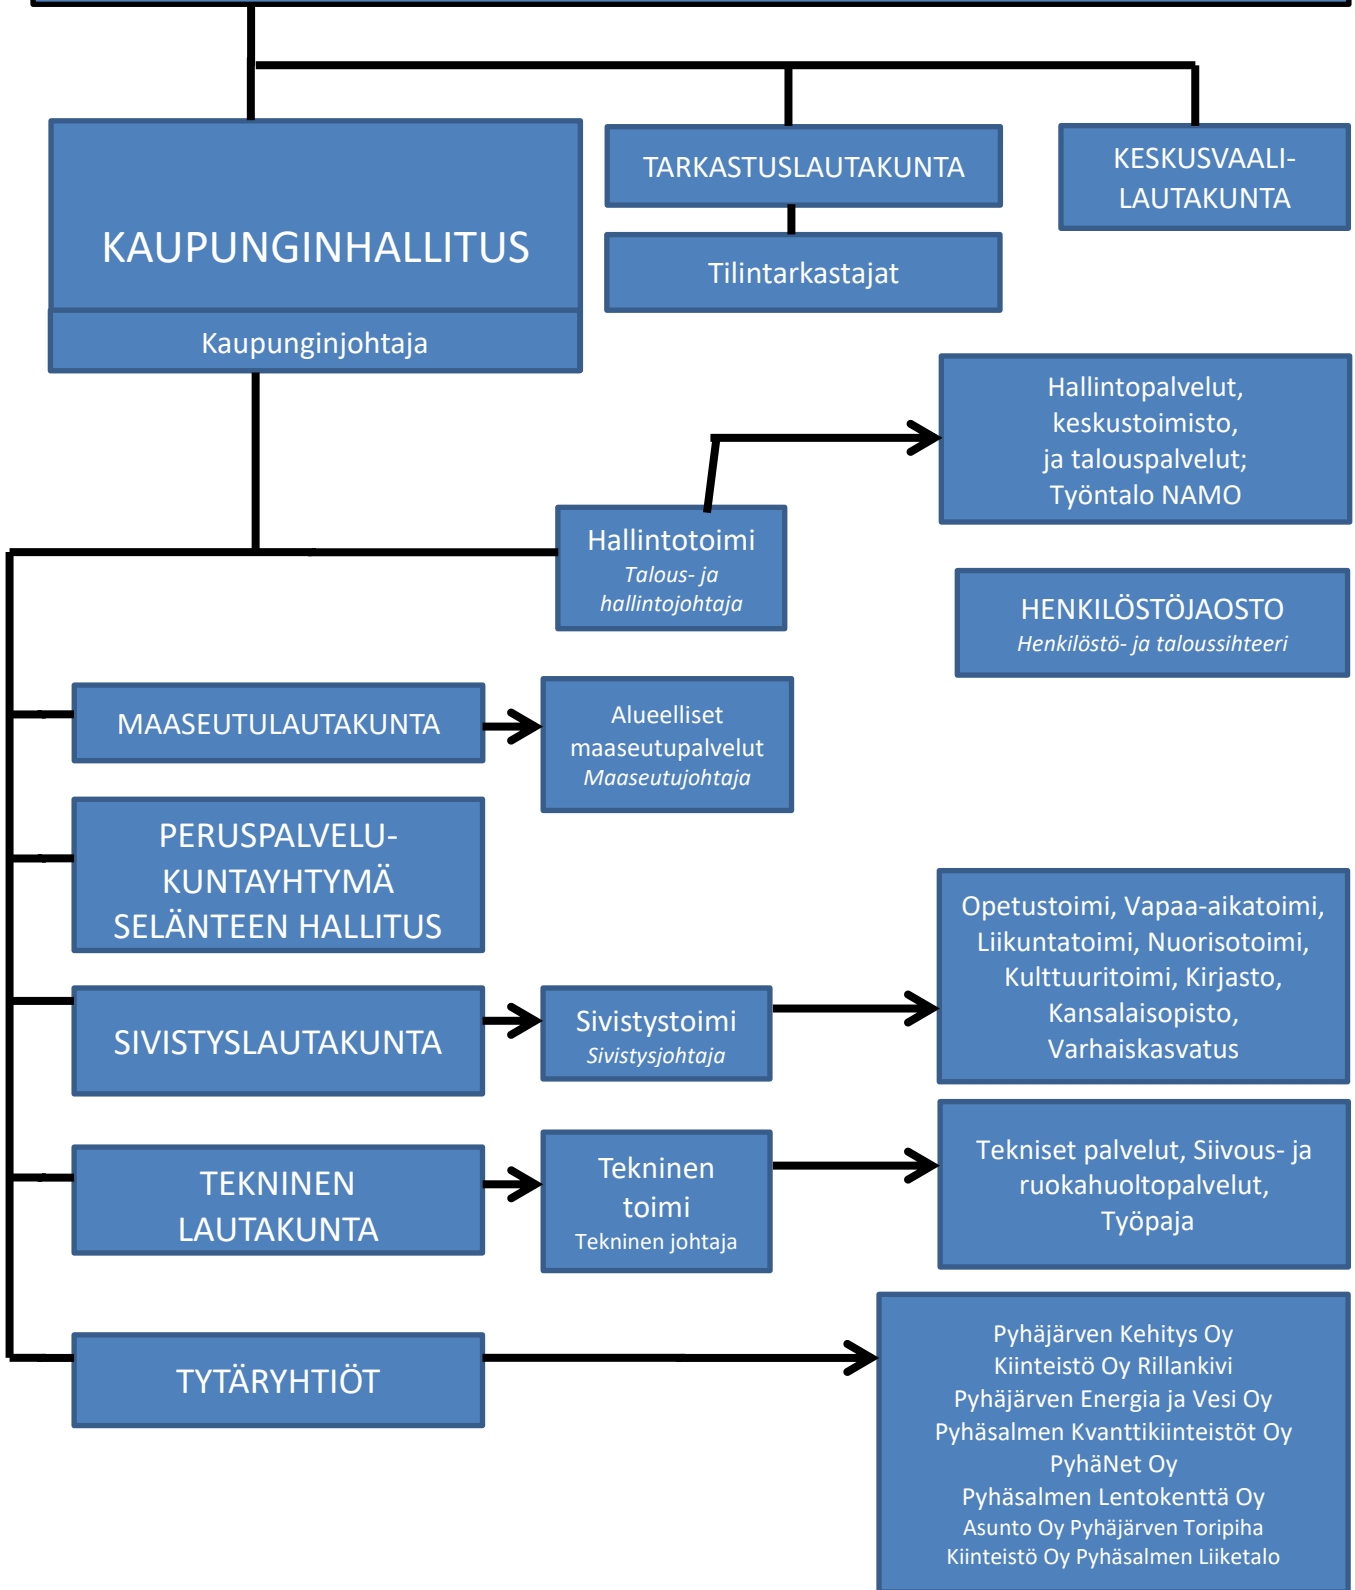 KAUPUNGINHALLITUS
Kaupunginjohtaja
TARKASTUSLAUTAKUNTA
Tilintarkastajat
KESKUSVAALI-
LAUTAKUNTA
Hallintopalvelut,
keskustoimisto,
ja talouspalvelut;
Työntalo NAMO
Hallintotoimi
Talous- ja
hallintojohtaja
HENKILÖSTÖJAOSTO
Henkilöstö- ja taloussihteeri
MAASEUTULAUTAKUNTA
Alueelliset
maaseutupalvelut
Maaseutujohtaja
PERUSPALVELU-
KUNTAYHTYMÄ
SELÄNTEEN HALLITUS
SIVISTYSLAUTAKUNTA
Sivistystoimi
Sivistysjohtaja
Opetustoimi, Vapaa-aikatoimi,
Liikuntatoimi, Nuorisotoimi,
Kulttuuritoimi, Kirjasto,
Kansalaisopisto,
Varhaiskasvatus
TEKNINEN
LAUTAKUNTA
Tekninen
toimi
Tekninen johtaja
Tekniset palvelut, Siivous- ja
ruokahuoltopalvelut,
Työpaja
TYTÄRYHTIÖT
Pyhäjärven Kehitys Oy
Kiinteistö Oy Rillankivi
Pyhäjärven Energia ja Vesi Oy
Pyhäsalmen Kvanttikiinteistöt Oy
PyhäNet Oy
Pyhäsalmen Lentokenttä Oy
Asunto Oy Pyhäjärven Toripiha
Kiinteistö Oy Pyhäsalmen Liiketalo